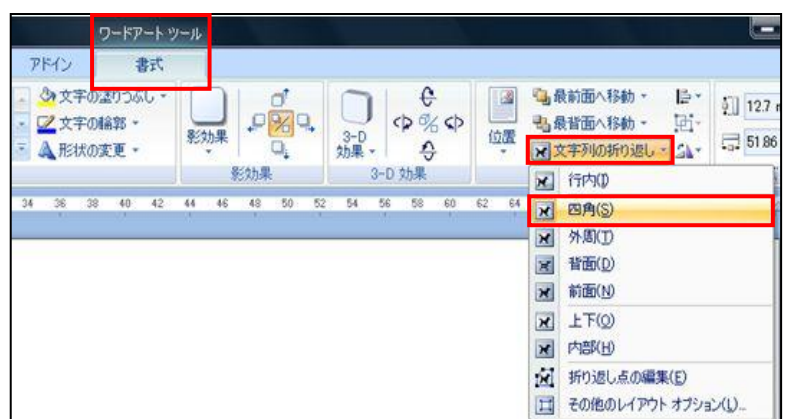 ワードアート ツール
アドイン 書式
文字の塗りつぶし
文字の輪郭
形状の変更
影効果
影効果
3-D
効果
3-D 効果
位置
最前面へ移動
最背面へ移動
文字列の折り返し
12.7
51.86
34 36 38 40 42 44 46 48 50 52 54 56 58 60 62 64
行内(I)
四角(S)
外周(T)
背面(D)
前面(N)
上下(O)
内部(H)
折り返し点の編集(E)
その他のレイアウト オプション(L)...